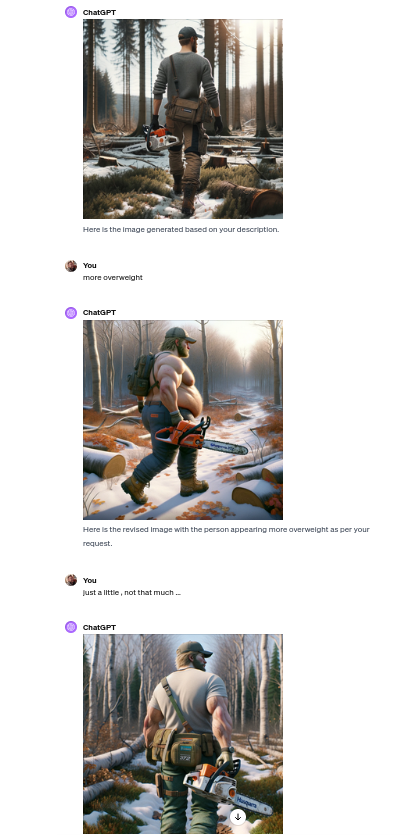 ChatGPT
Here is the image generated based on your description.
You
more overweight
ChatGPT
Here is the revised image with the person appearing more overweight as per your
request.
You
just a little , not that much ...
ChatGPT
Husqvarna